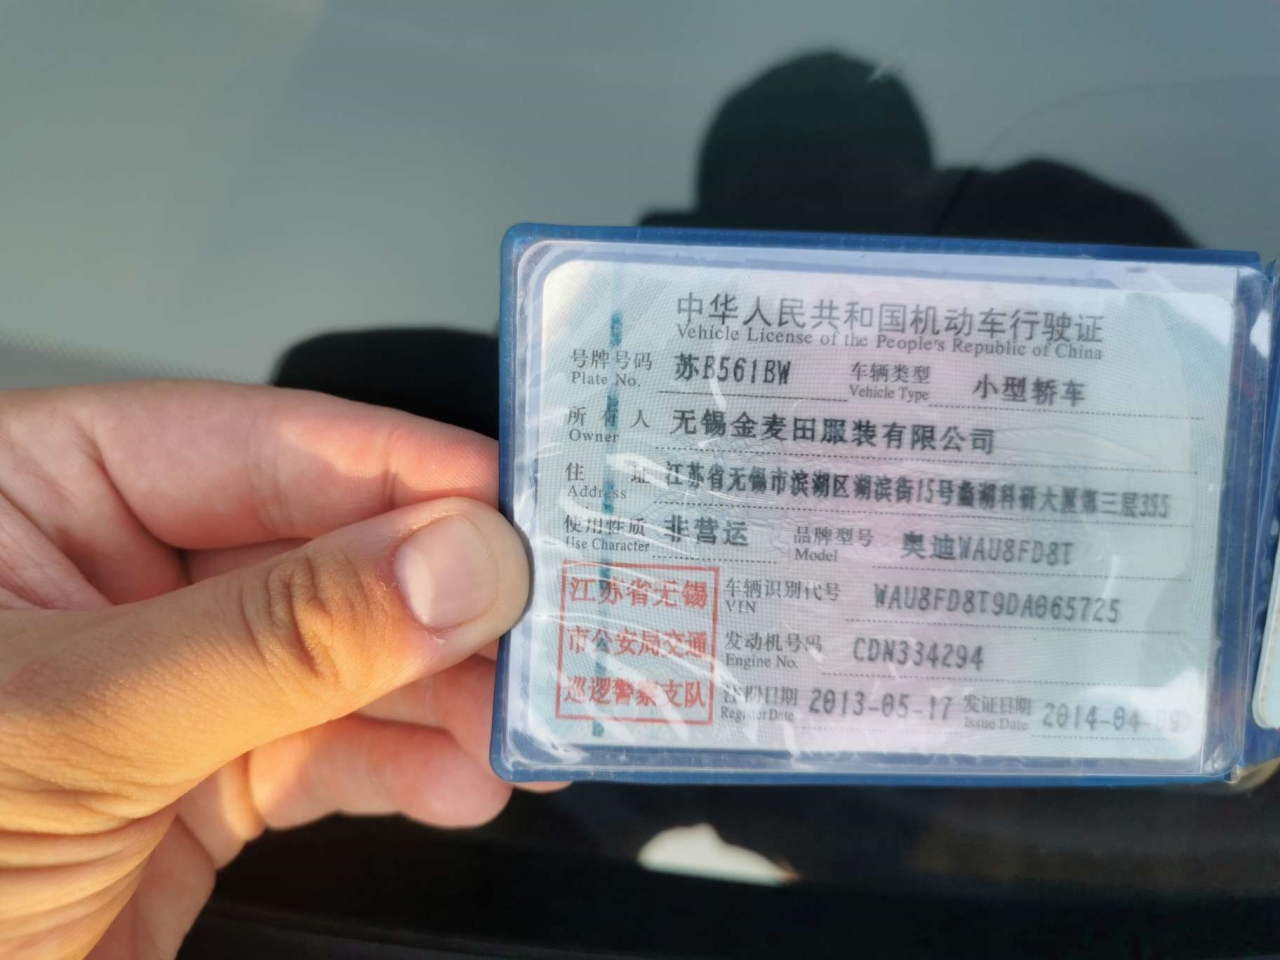 中华人民共和国机动车行驶证
Vehicle License of the People's Republic of China
号牌号码 苏B561BW 车辆类型 小型轿车
Plate No. Vehicle Type
所有人 无锡金麦田服装有限公司
Owner
住址 江苏省无锡市滨湖区湖滨街15号蠡湖科研大厦第三层355
Address
使用性质 非营运 品牌型号 奥迪WAU8FD8T
Use Character Model
江苏省无锡 车辆识别代号 WAU8FD8T9DA065725
VIN
市公安局交通 发动机号码 CDN334294
Engine No.
巡逻警察支队 注册日期 2013-05-17 发证日期 2014-04-
Register Date Issue Date